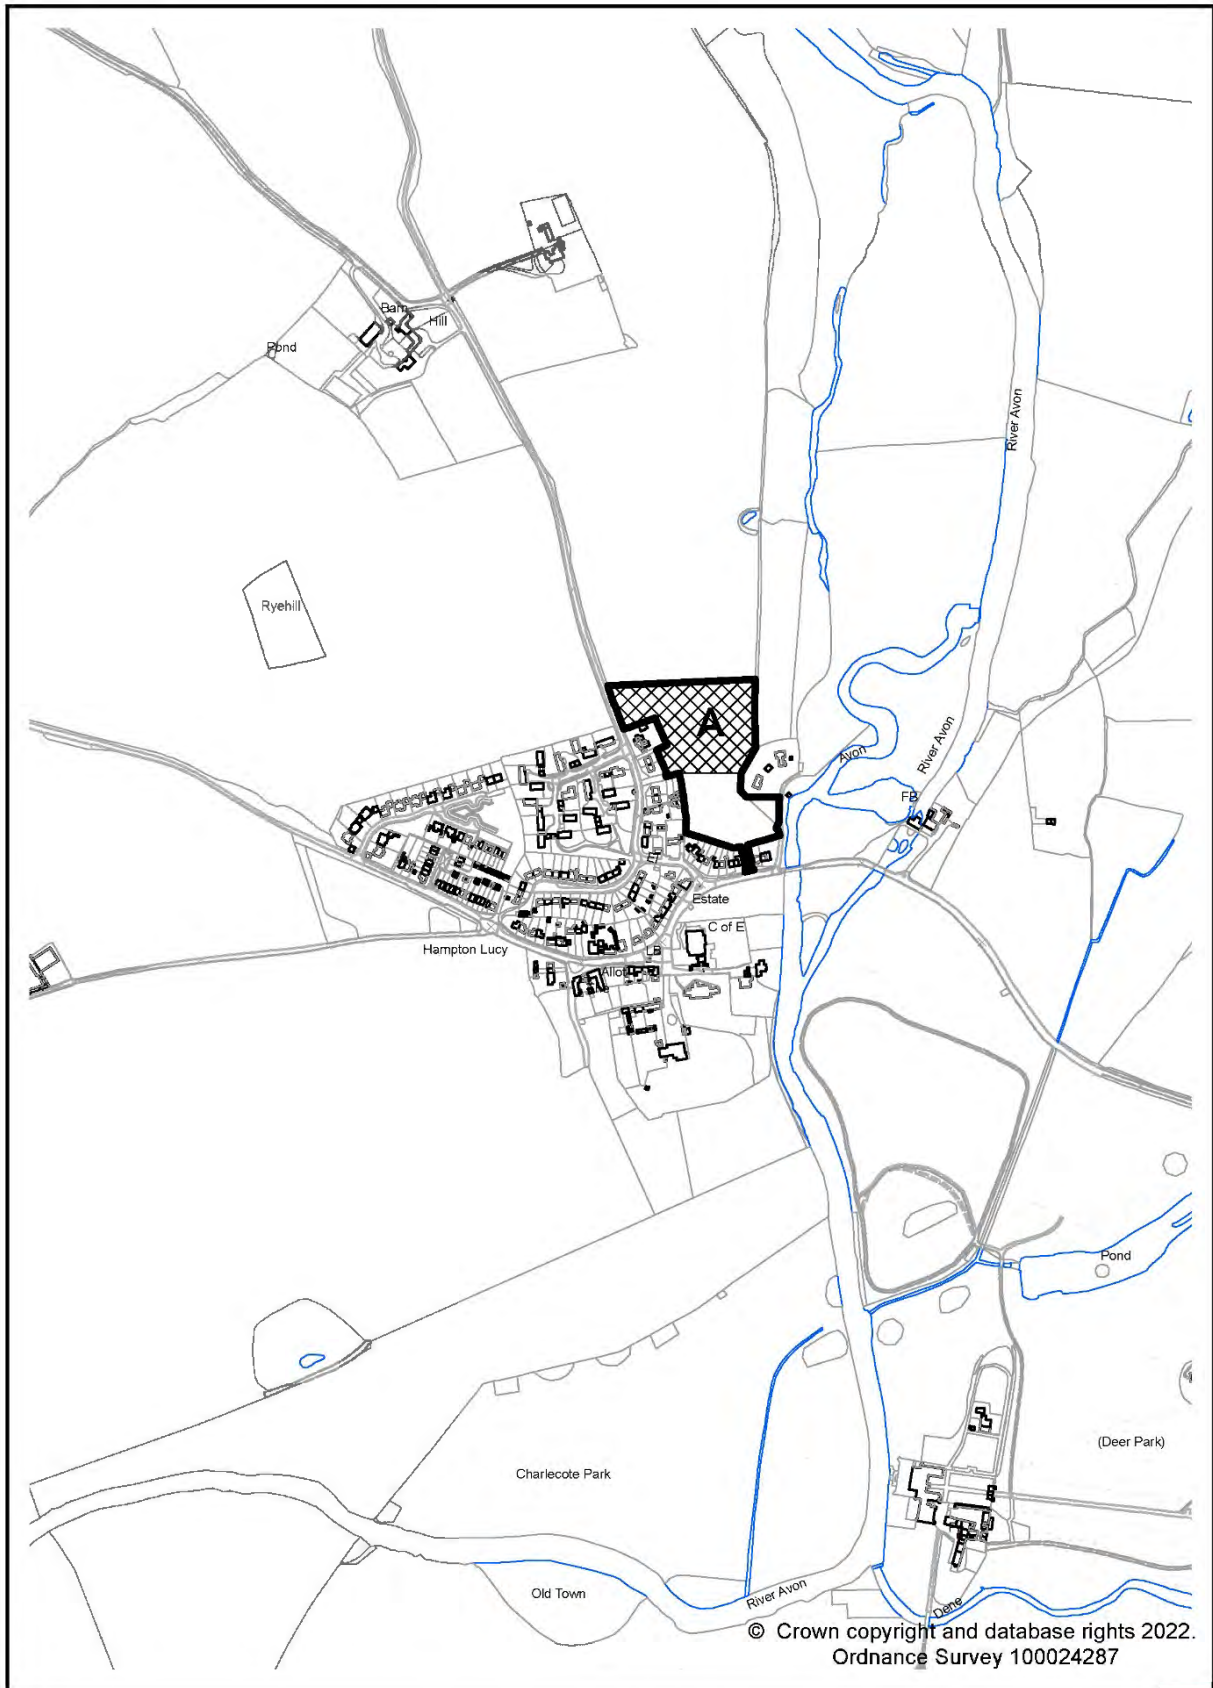 Barn
Hill
Pond
River Avon
Ryehill
A
Avon
River Avon
FB
Estate
C of E
Hampton Lucy
Allot
Pond
(Deer Park)
Charlecote Park
Old Town
River Avon
Dene
© Crown copyright and database rights 2022.
Ordnance Survey 100024287